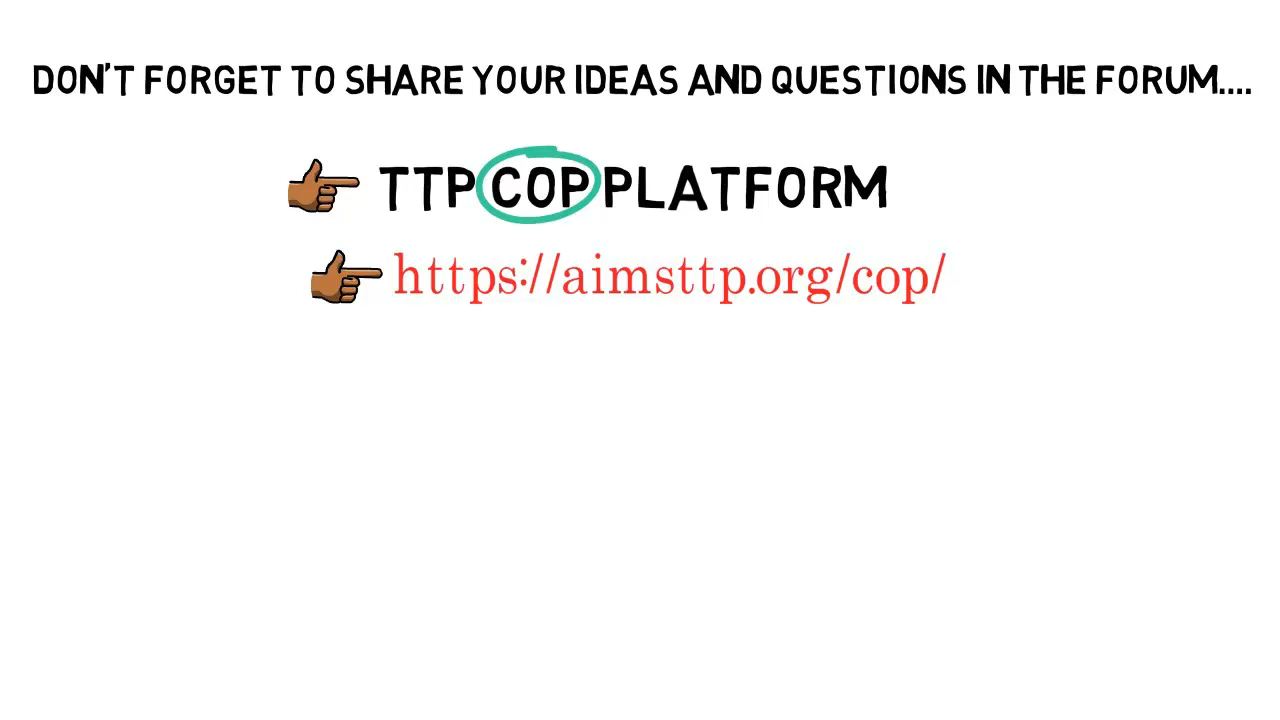 DON'T FORGET TO SHARE YOUR IDEAS AND QUESTIONS IN THE FORUM....
TTP COP PLATFORM
https://aimsttp.org/cop/